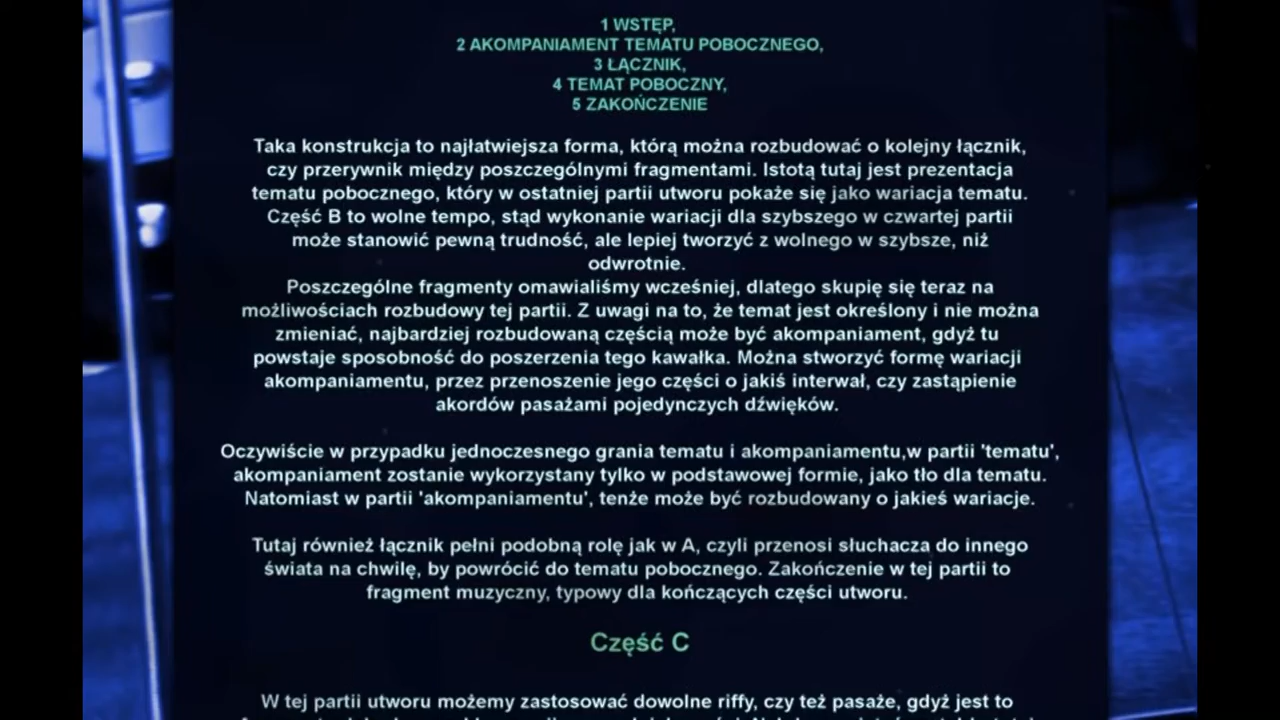 1 WSTĘP,
2 AKOMPANIAMENT TEMATU POBOCZNEGO,
3 ŁĄCZNIK,
4 TEMAT POBOCZNY,
5 ZAKOŃCZENIE
Taka konstrukcja to najłatwiejsza forma, którą można rozbudować o kolejny łącznik,
czy przerywnik między poszczególnymi fragmentami. Istotą tutaj jest prezentacja
tematu pobocznego, który w ostatniej partii utworu pokaże się jako wariacja tematu.
Część B to wolne tempo, stąd wykonanie wariacji dla szybszego w czwartej partii
może stanowić pewną trudność, ale lepiej tworzyć z wolnego w szybsze, niż
odwrotnie.
Poszczególne fragmenty omawialiśmy wcześniej, dlatego skupię się teraz na
możliwościach rozbudowy tej partii. Z uwagi na to, że temat jest określony i nie można
zmieniać, najbardziej rozbudowaną częścią może być akompaniament, gdyż tu
powstaje sposobność do poszerzenia tego kawałka. Można stworzyć formę wariacji
akompaniamentu, przez przenoszenie jego części o jakiś interwał, czy zastąpienie
akordów pasażami pojedynczych dźwięków.
Oczywiście w przypadku jednoczesnego grania tematu i akompaniamentu,w partii 'tematu',
akompaniament zostanie wykorzystany tylko w podstawowej formie, jako tło dla tematu.
Natomiast w partii 'akompaniamentu', tenże może być rozbudowany o jakieś wariacje.
Tutaj również łącznik pełni podobną rolę jak w A, czyli przenosi słuchacza do innego
świata na chwilę, by powrócić do tematu pobocznego. Zakończenie w tej partii to
fragment muzyczny, typowy dla kończących części utworu.
Część C
W tej partii utworu możemy zastosować dowolne riffy, czy też pasaże, gdyż jest to